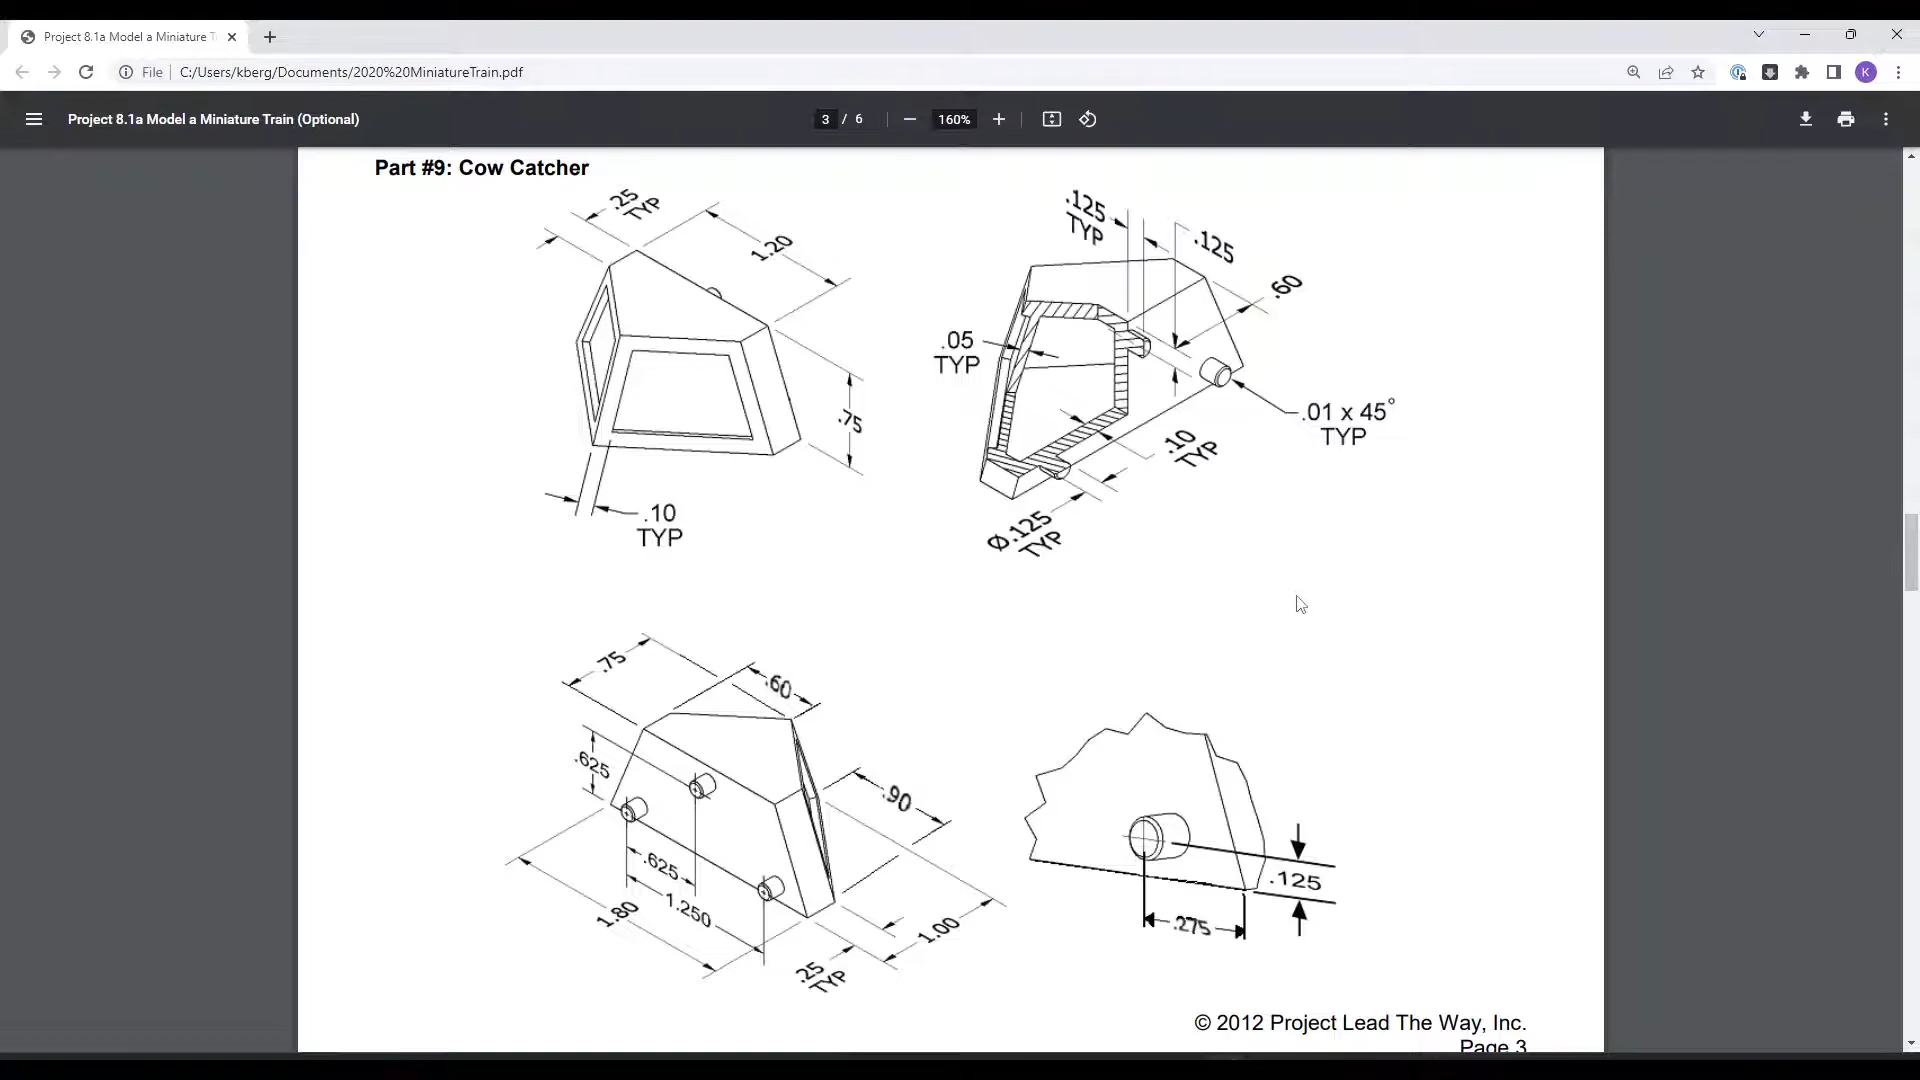 Project 8.1a Model a Miniature T
File
C:/Users/kberg/Documents/2020%20MiniatureTrain.pdf
K
Project 8.1a Model a Miniature Train (Optional)
3 / 6
160%
Part #9: Cow Catcher
.25
TYP
1.20
.75
.10
TYP
.125
TYP
.125
.60
.05
TYP
.01 x 45°
TYP
.10
TYP
Ø.125
TYP
.75
.60
.625
.90
.625
1.250
1.80
1.00
.25
TYP
.125
.275
© 2012 Project Lead The Way, Inc.
Page 3